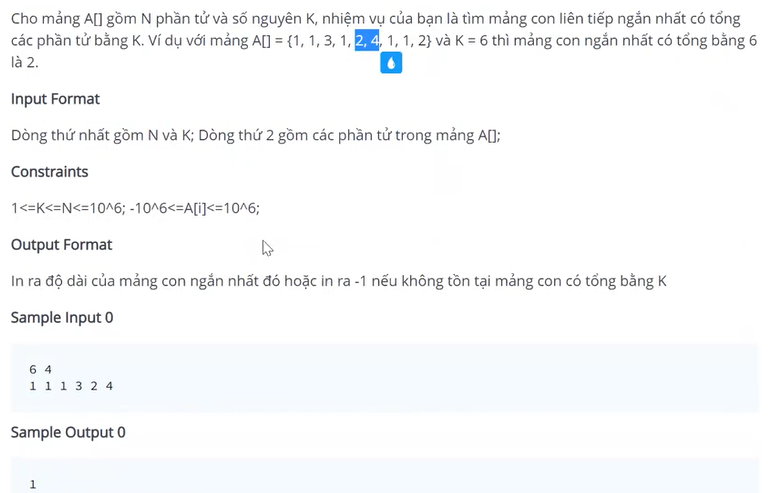 Cho mảng A[] gồm N phần tử và số nguyên K, nhiệm vụ của bạn là tìm mảng con liên tiếp ngắn nhất có tổng
các phần tử bằng K. Ví dụ với mảng A[] = {1, 1, 3, 1, 2, 4, 1, 1, 2} và K = 6 thì mảng con ngắn nhất có tổng bằng 6
là 2.
Input Format
Dòng thứ nhất gồm N và K; Dòng thứ 2 gồm các phần tử trong mảng A[];
Constraints
1<=K<=N<=10^6; -10^6<=A[i]<=10^6;
Output Format
In ra độ dài của mảng con ngắn nhất đó hoặc in ra -1 nếu không tồn tại mảng con có tổng bằng K
Sample Input 0
6 4
1 1 1 3 2 4
Sample Output 0
1